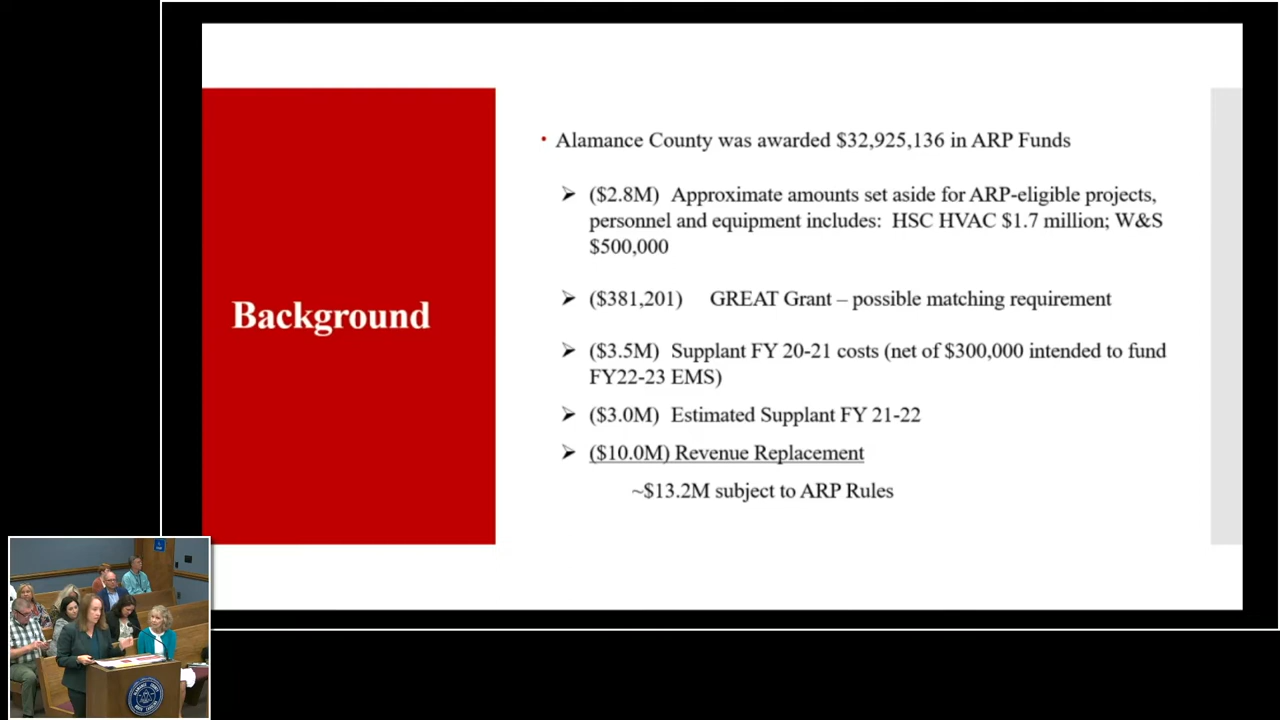 Background
• Alamance County was awarded $32,925,136 in ARP Funds
➤ ($2.8M) Approximate amounts set aside for ARP-eligible projects,
personnel and equipment includes: HSC HVAC $1.7 million; W&S
$500,000
➤ ($381,201) GREAT Grant – possible matching requirement
➤ ($3.5M) Supplant FY 20-21 costs (net of $300,000 intended to fund
FY22-23 EMS)
➤ ($3.0M) Estimated Supplant FY 21-22
➤ ($10.0M) Revenue Replacement
~$13.2M subject to ARP Rules